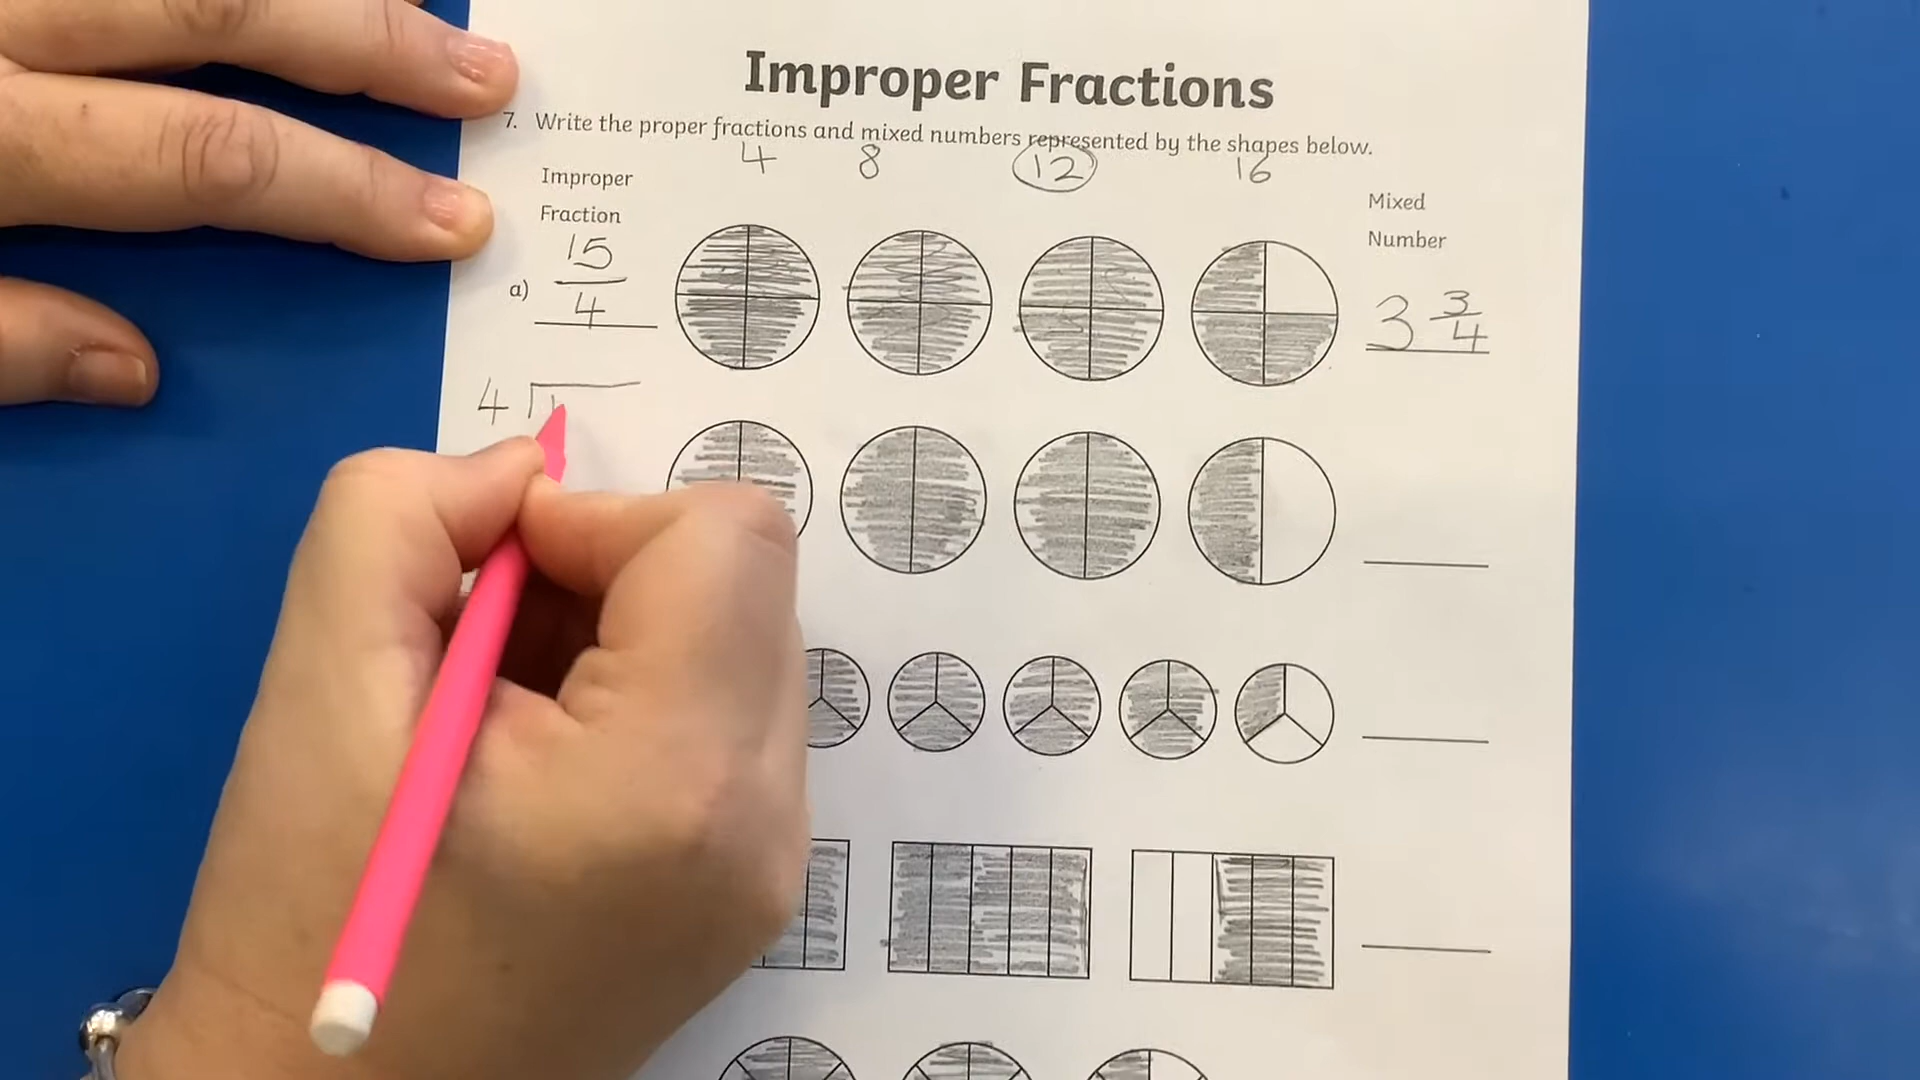 Improper Fractions
7. Write the proper fractions and mixed numbers represented by the shapes below.
4 8 12 16
Improper
Fraction
Mixed
Number
a) 15/4
3 3/4
4